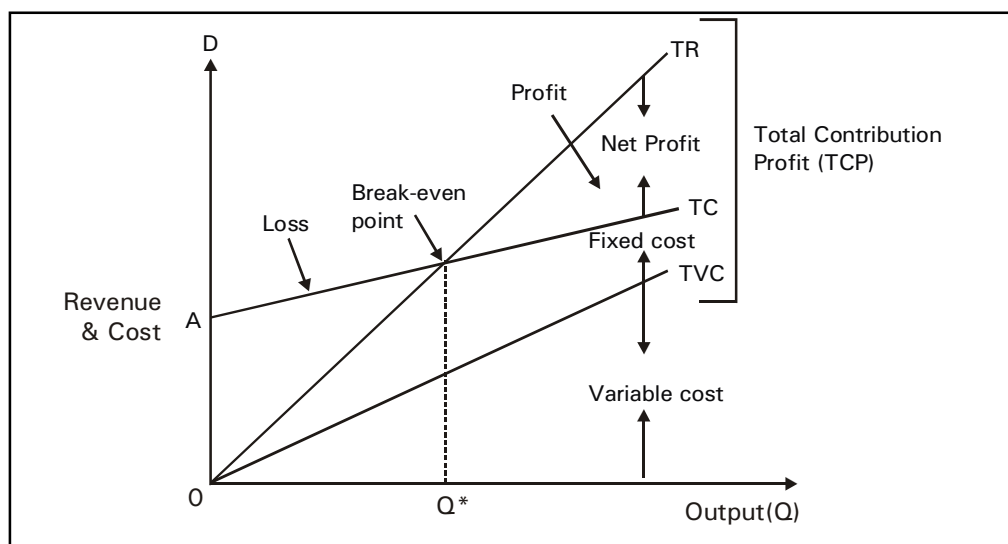 D
TR
Profit
Net Profit
Total Contribution
Profit (TCP)
Break-even
point
TC
Loss
Fixed cost
TVC
Revenue
& Cost
A
Variable cost
0
Q*
Output(Q)